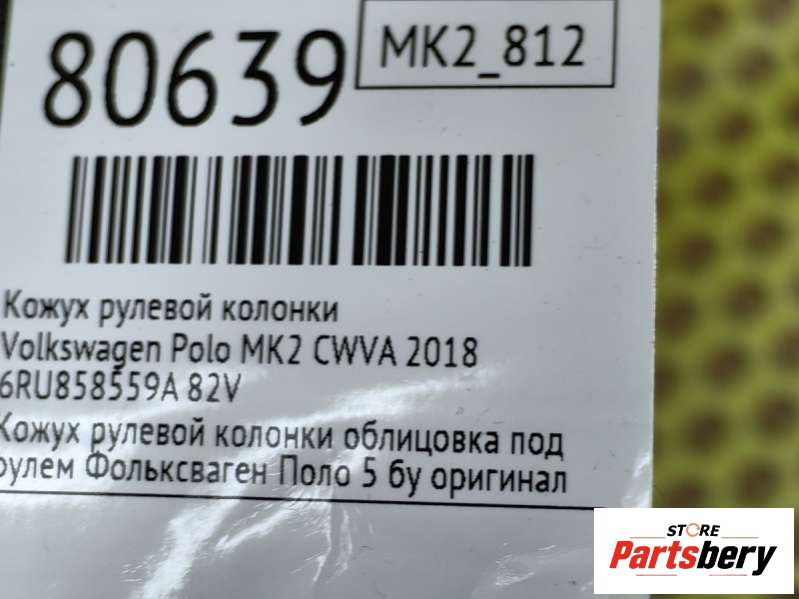 80639
MK2_812
Кожух рулевой колонки
Volkswagen Polo MK2 CWVA 2018
6RU858559A 82V
Кожух рулевой колонки облицовка под
рулем Фольксваген Поло 5 бу оригинал
STORE
Partsbery